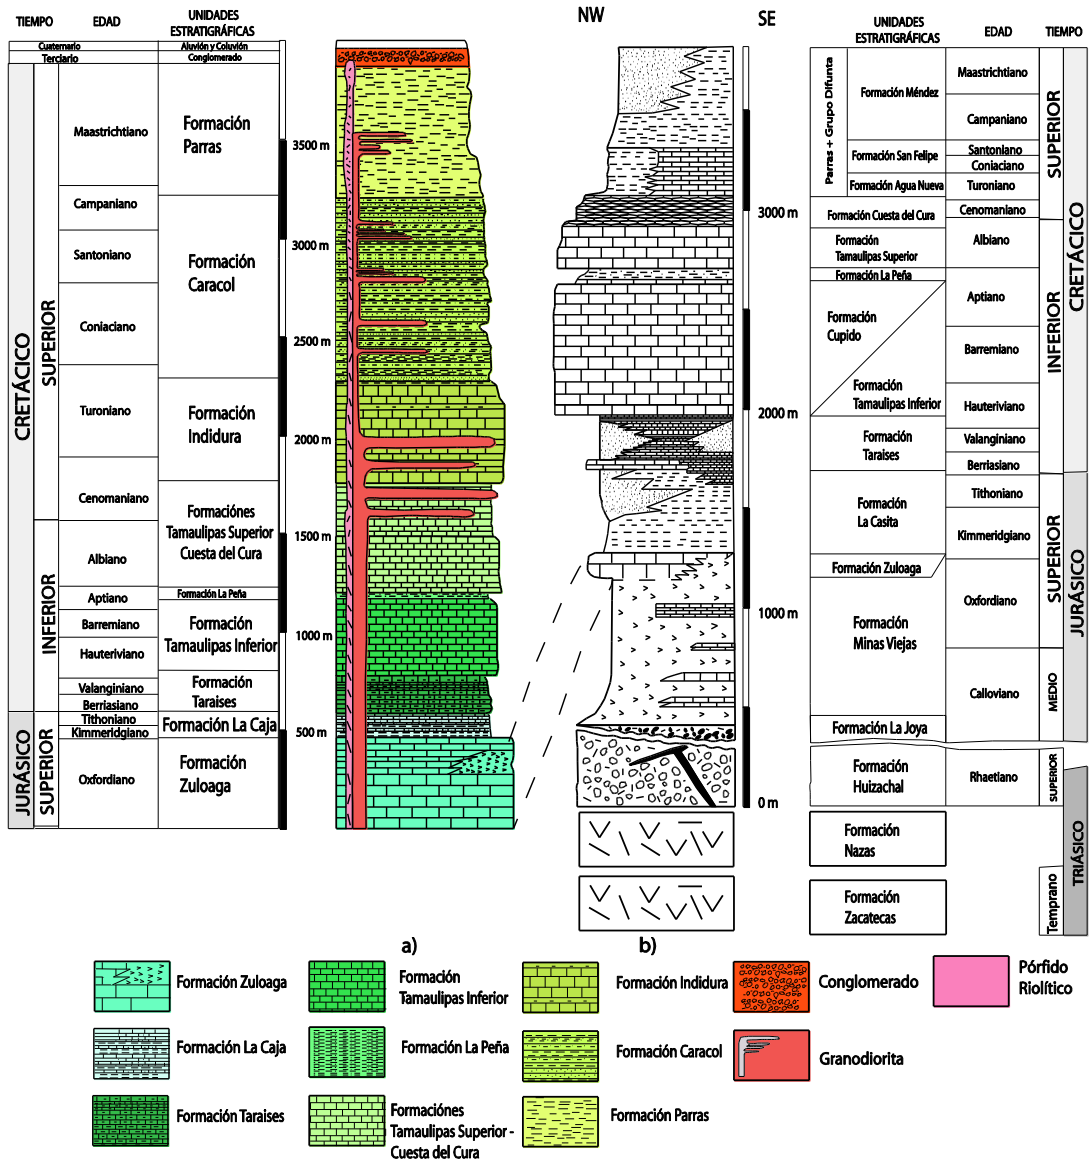 TIEMPO
EDAD
UNIDADES
ESTRATIGRÁFICAS
Cuaternario
Aluvión y Coluvión
Terciario
Conglomerado
CRETÁCICO
SUPERIOR
INFERIOR
JURÁSICO
SUPERIOR
Maastrichtiano
Campaniano
Santoniano
Coniaciano
Turoniano
Cenomaniano
Albiano
Aptiano
Barremiano
Hauteriviano
Valanginiano
Berriasiano
Tithoniano
Kimmeridgiano
Oxfordiano
Formación
Parras
Formación
Caracol
Formación
Indidura
Formaciónes
Tamaulipas Superior
Cuesta del Cura
Formación La Peña
Formación
Tamaulipas Inferior
Formación
Taraises
Formación La Caja
Formación
Zuloaga
3500 m
3000 m
2500 m
2000 m
1500 m
1000 m
500 m
NW
SE
3000 m
2000 m
1000 m
0 m
UNIDADES
ESTRATIGRÁFICAS
EDAD
TIEMPO
Parras + Grupo Difunta
Formación Méndez
Formación San Felipe
Formación Agua Nueva
Formación Cuesta del Cura
Formación
Tamaulipas Superior
Formación La Peña
Formación
Cupido
Formación
Tamaulipas Inferior
Formación
Taraises
Formación
La Casita
Formación Zuloaga
Formación
Minas Viejas
Formación La Joya
Formación
Huizachal
Formación
Nazas
Formación
Zacatecas
Maastrichtiano
Campaniano
Santoniano
Coniaciano
Turoniano
Cenomaniano
Albiano
Aptiano
Barremiano
Hauteriviano
Valanginiano
Berriasiano
Tithoniano
Kimmeridgiano
Oxfordiano
Calloviano
Rhaetiano
SUPERIOR
INFERIOR
SUPERIOR
MEDIO
SUPERIOR
Temprano
CRETÁCICO
JURÁSICO
TRIÁSICO
a)
b)
Formación Zuloaga
Formación La Caja
Formación Taraises
Formación
Tamaulipas Inferior
Formación La Peña
Formaciónes
Tamaulipas Superior -
Cuesta del Cura
Formación Indidura
Formación Caracol
Formación Parras
Conglomerado
Granodiorita
Pórfido
Riolítico